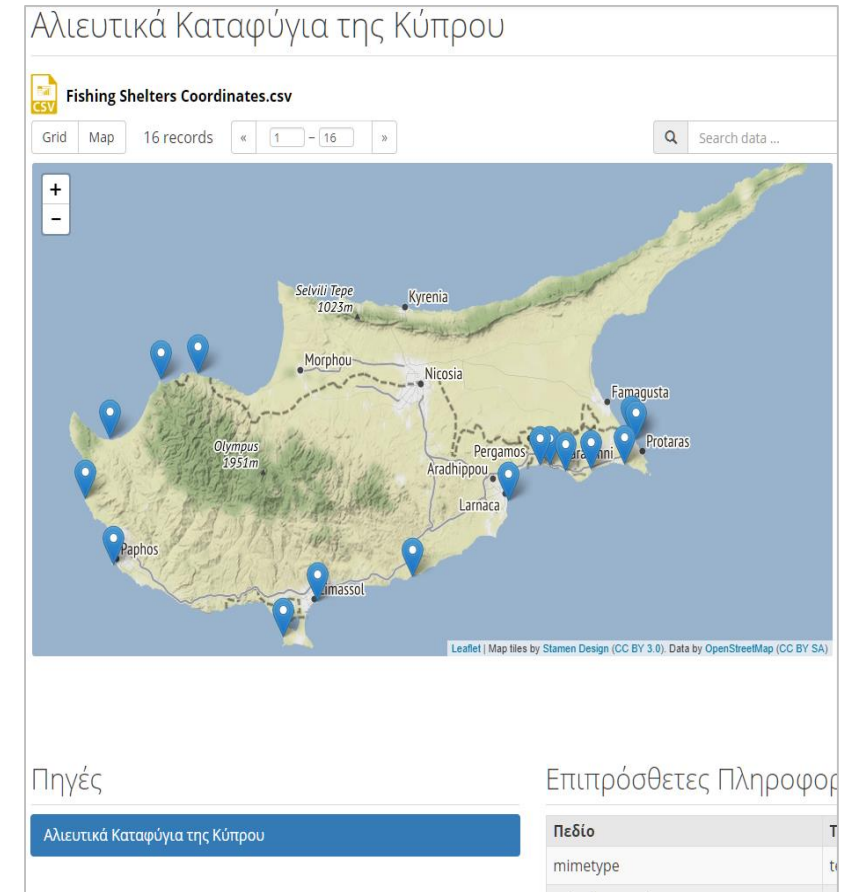 Αλιευτικά Καταφύγια της Κύπρου
CSV
Fishing Shelters Coordinates.csv
Grid Map 16 records « 1 – 16 » Search data ...
+
−
Selvili Tepe
1023m
Kyrenia
Morphou
Nicosia
Famagusta
Olympus
1951m
Pergamos
Protaras
Aradhippou
Larnaca
Paphos
Leaflet | Map tiles by Stamen Design (CC BY 3.0). Data by OpenStreetMap (CC BY SA)
Πηγές
Επιπρόσθετες Πληροφορ
Αλιευτικά Καταφύγια της Κύπρου
Πεδίο
mimetype